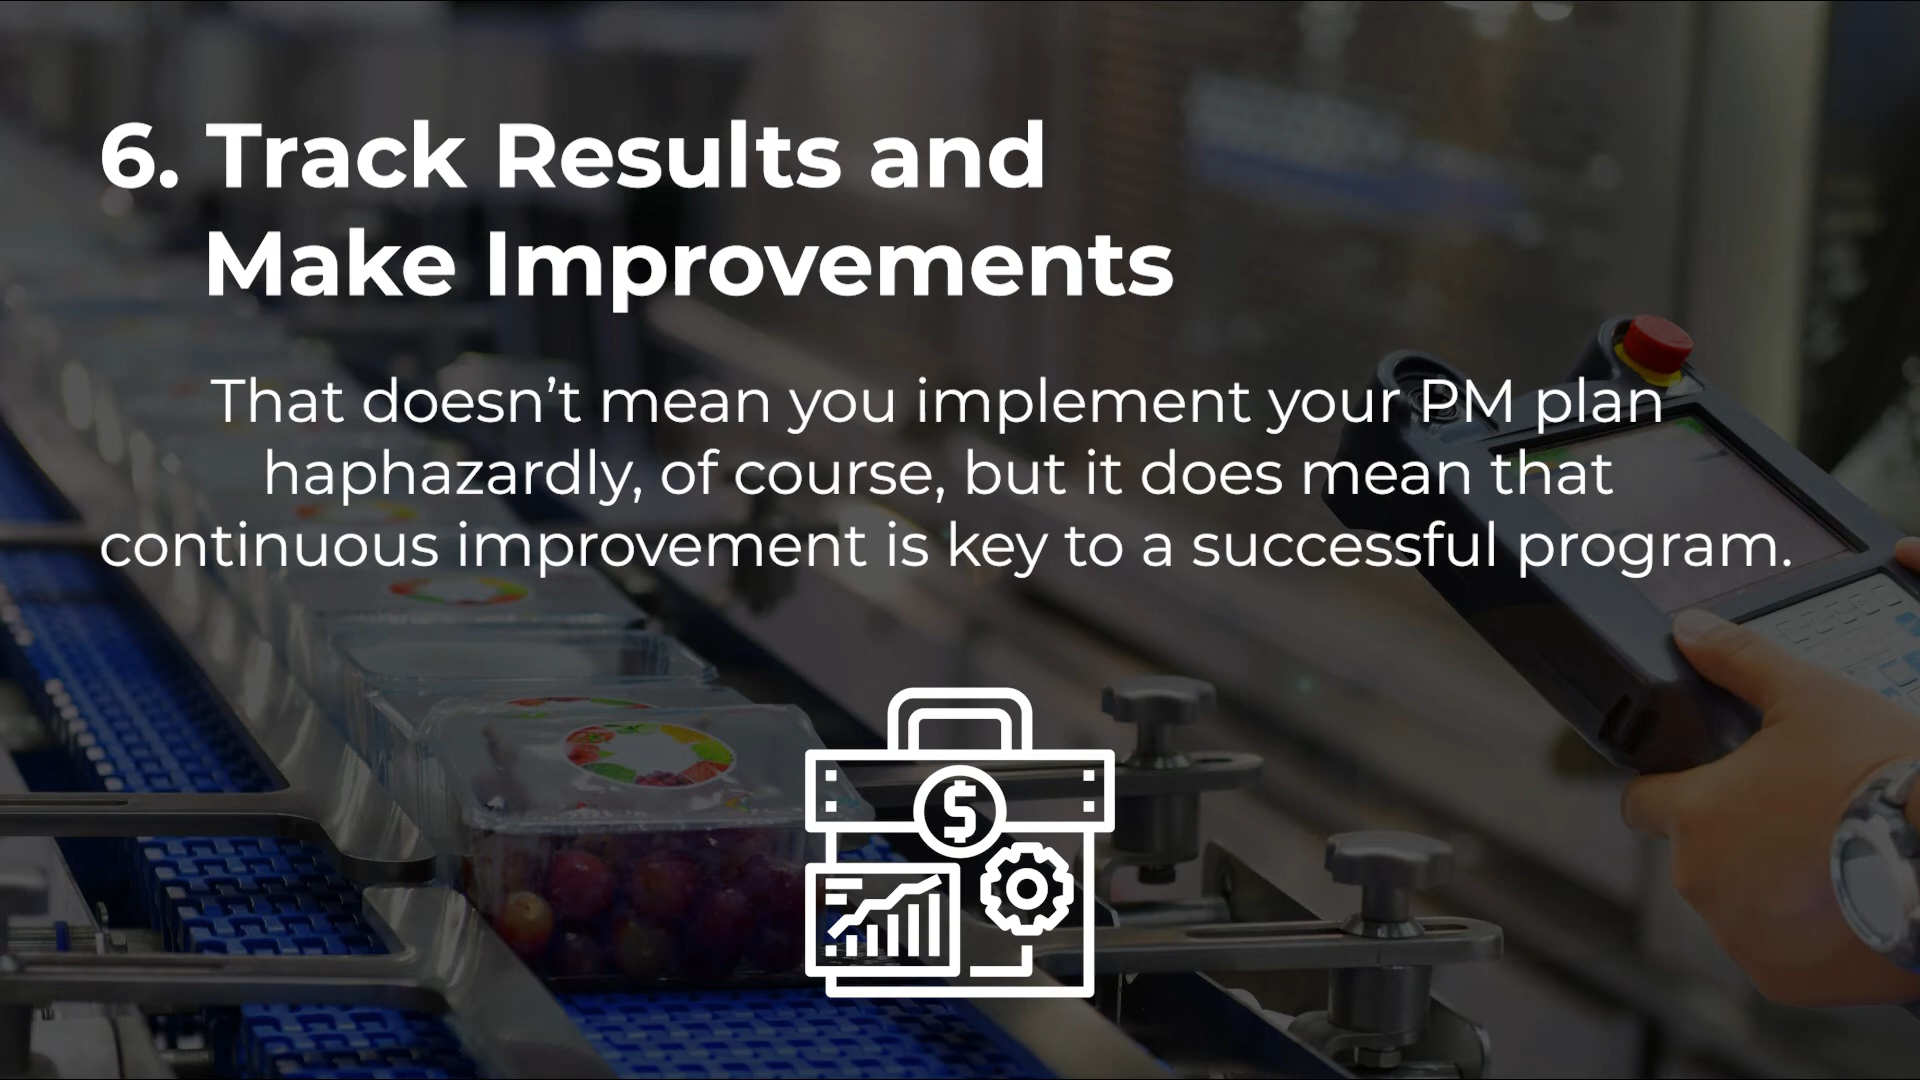 6. Track Results and
Make Improvements
That doesn’t mean you implement your PM plan
haphazardly, of course, but it does mean that
continuous improvement is key to a successful program.
$